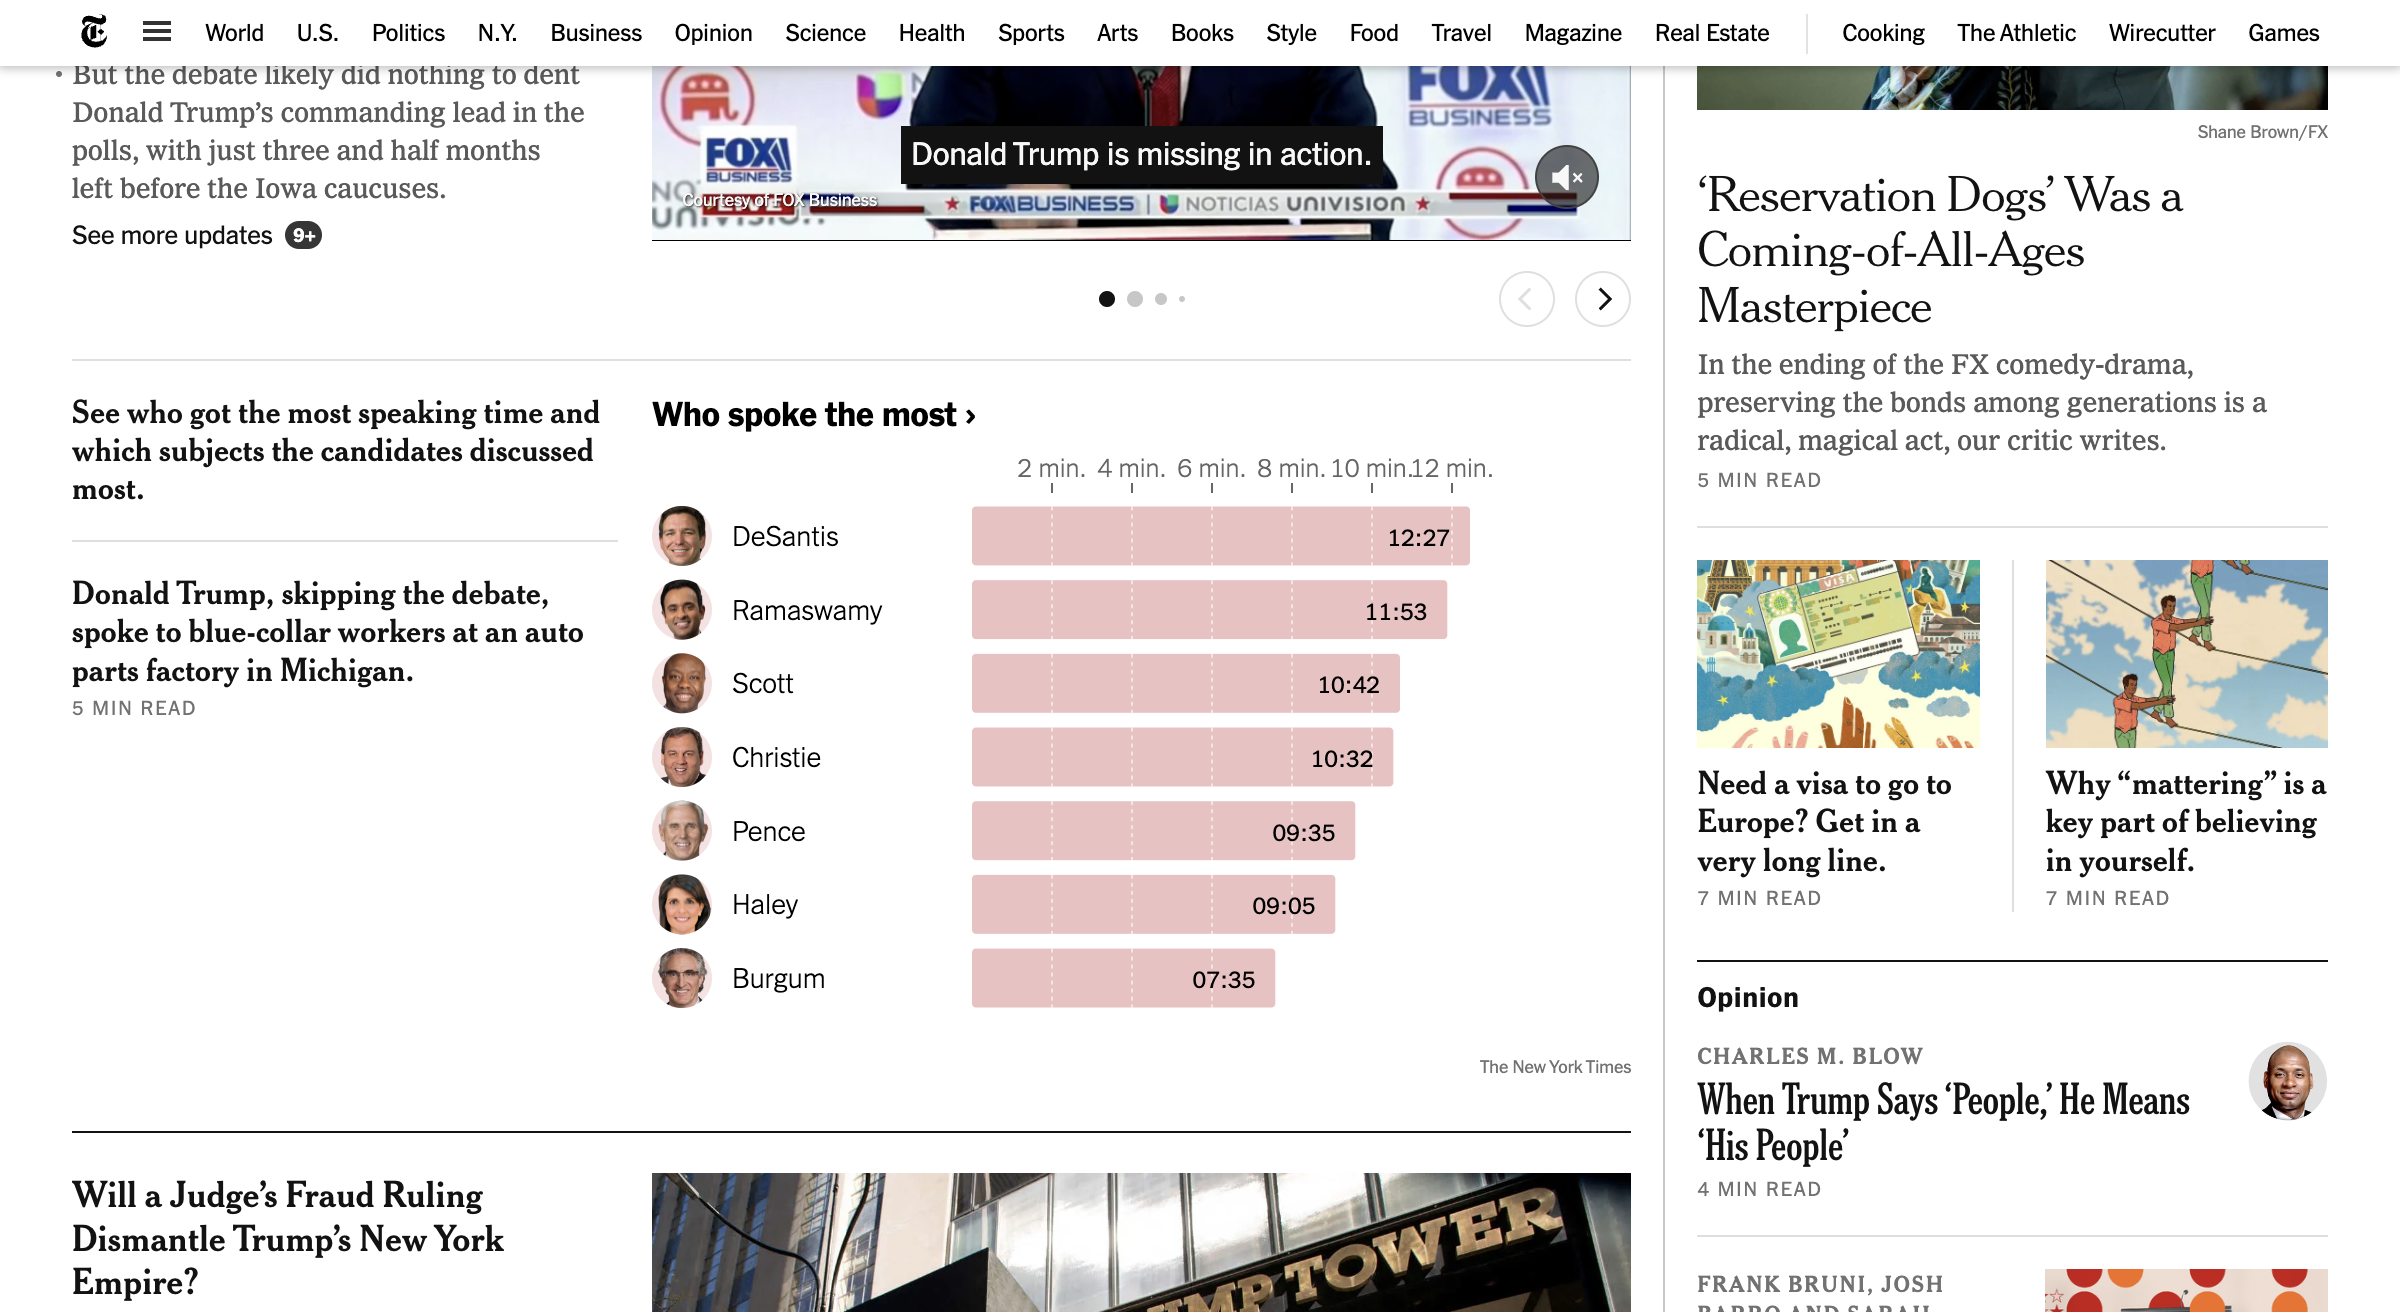 World U.S. Politics N.Y. Business Opinion Science Health Sports Arts Books Style Food Travel Magazine Real Estate Cooking The Athletic Wirecutter Games
But the debate likely did nothing to dent
Donald Trump’s commanding lead in the
polls, with just three and half months
left before the Iowa caucuses.
See more updates 9+
FOX
BUSINESS
FOX
BUSINESS
Donald Trump is missing in action.
Courtesy of FOX Business
LIVE
FOX BUSINESS | NOTICIAS UNIVISION
UNIVISION
See who got the most speaking time and
which subjects the candidates discussed
most.
Donald Trump, skipping the debate,
spoke to blue-collar workers at an auto
parts factory in Michigan.
5 MIN READ
Who spoke the most ›
2 min. 4 min. 6 min. 8 min. 10 min. 12 min.
DeSantis 12:27
Ramaswamy 11:53
Scott 10:42
Christie 10:32
Pence 09:35
Haley 09:05
Burgum 07:35
The New York Times
Will a Judge’s Fraud Ruling
Dismantle Trump’s New York
Empire?
UMP TOWER
Shane Brown/FX
‘Reservation Dogs’ Was a
Coming-of-All-Ages
Masterpiece
In the ending of the FX comedy-drama,
preserving the bonds among generations is a
radical, magical act, our critic writes.
5 MIN READ
VISA
Need a visa to go to
Europe? Get in a
very long line.
7 MIN READ
Why “mattering” is a
key part of believing
in yourself.
7 MIN READ
Opinion
CHARLES M. BLOW
When Trump Says ‘People,’ He Means
‘His People’
4 MIN READ
FRANK BRUNI, JOSH
BARRO AND SARAH